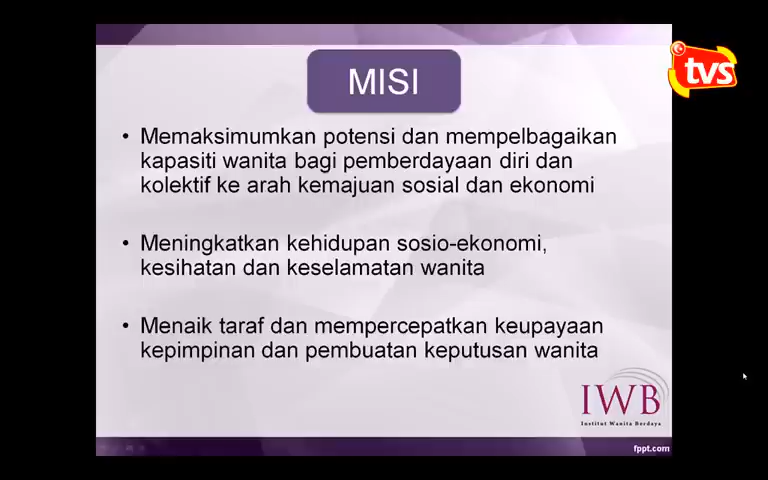 MISI
tvs
• Memaksimumkan potensi dan mempelbagaikan
kapasiti wanita bagi pemberdayaan diri dan
kolektif ke arah kemajuan sosial dan ekonomi
• Meningkatkan kehidupan sosio-ekonomi,
kesihatan dan keselamatan wanita
• Menaik taraf dan mempercepatkan keupayaan
kepimpinan dan pembuatan keputusan wanita
IWB
Institut Wanita Berdaya
fppt.com